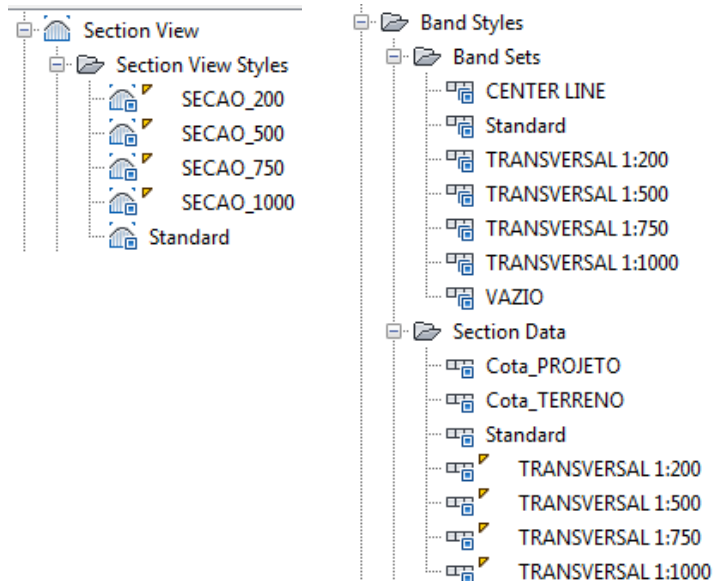 Section View
Section View Styles
SECAO_200
SECAO_500
SECAO_750
SECAO_1000
Standard
Band Styles
Band Sets
CENTER LINE
Standard
TRANSVERSAL 1:200
TRANSVERSAL 1:500
TRANSVERSAL 1:750
TRANSVERSAL 1:1000
VAZIO
Section Data
Cota_PROJETO
Cota_TERRENO
Standard
TRANSVERSAL 1:200
TRANSVERSAL 1:500
TRANSVERSAL 1:750
TRANSVERSAL 1:1000